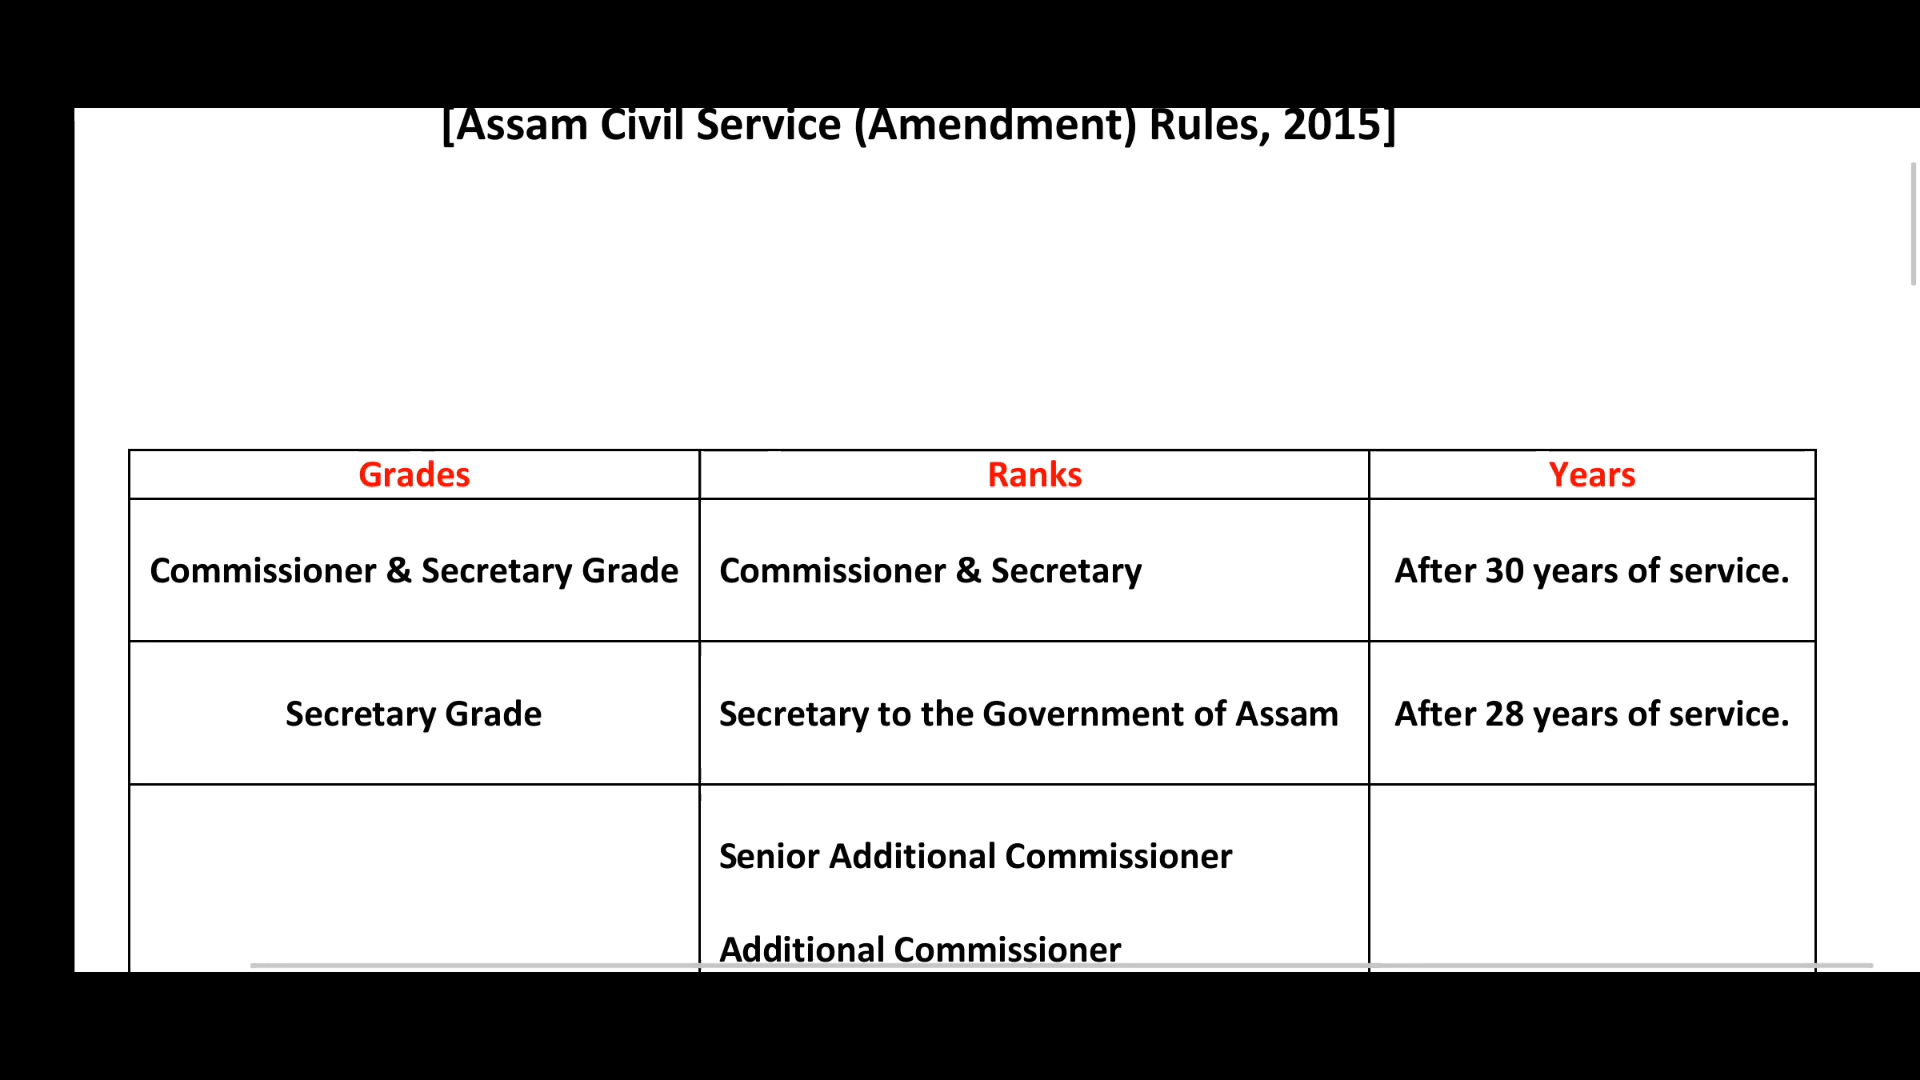 [Assam Civil Service (Amendment) Rules, 2015]
Grades Ranks Years
Commissioner & Secretary Grade Commissioner & Secretary After 30 years of service.
Secretary Grade Secretary to the Government of Assam After 28 years of service.
Senior Additional Commissioner
Additional Commissioner